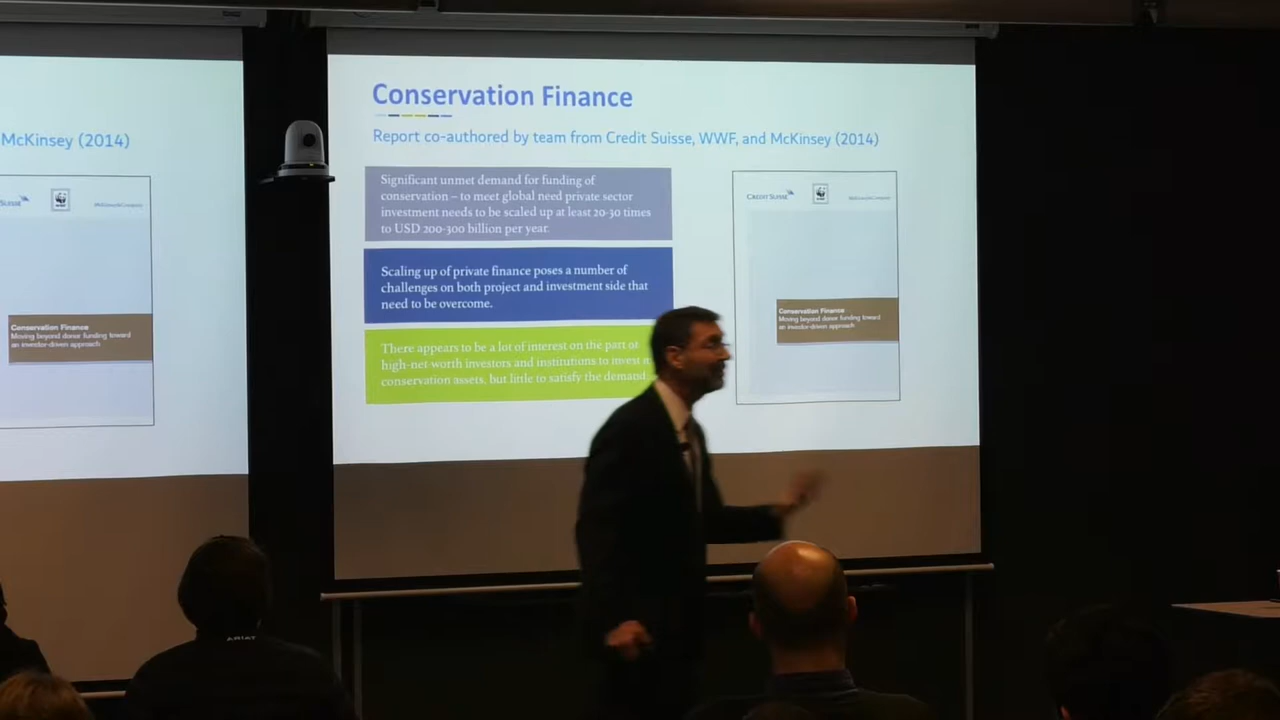 McKinsey (2014)
Conservation Finance
Moving beyond donor funding toward
an investor-driven approach
Conservation Finance
Report co-authored by team from Credit Suisse, WWF, and McKinsey (2014)
Significant unmet demand for funding of
conservation – to meet global need private sector
investment needs to be scaled up at least 20-30 times
to USD 200-300 billion per year.
Scaling up of private finance poses a number of
challenges on both project and investment side that
need to be overcome.
There appears to be a lot of interest on the part of
high-net worth investors and institutions to invest
conservation assets, but little to satisfy the demand.
CREDIT SUISSE
McKinsey&Company
Conservation Finance
Moving beyond donor funding toward
an investor-driven approach
ARIAT